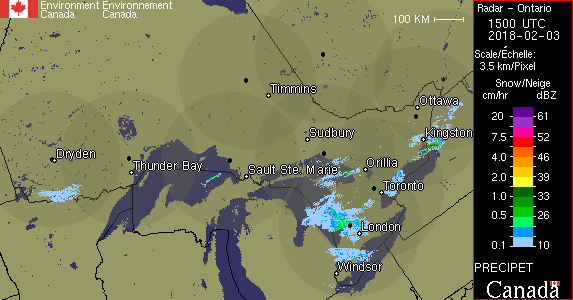 Environment Environnement
Canada Canada
100 KM
Timmins
Ottawa
Sudbury
Kingston
Dryden
Thunder Bay
Sault Ste. Marie
Orillia
Toronto
London
Windsor
Radar - Ontario
1500 UTC
2018-02-03
Scale/Échelle:
3.5 km/Pixel
Snow/Neige
cm/hr dBZ
20 61
7.5 52
4.0 46
2.0 39
1.0 33
0.5 26
0.1 10
PRECIPET
Canada